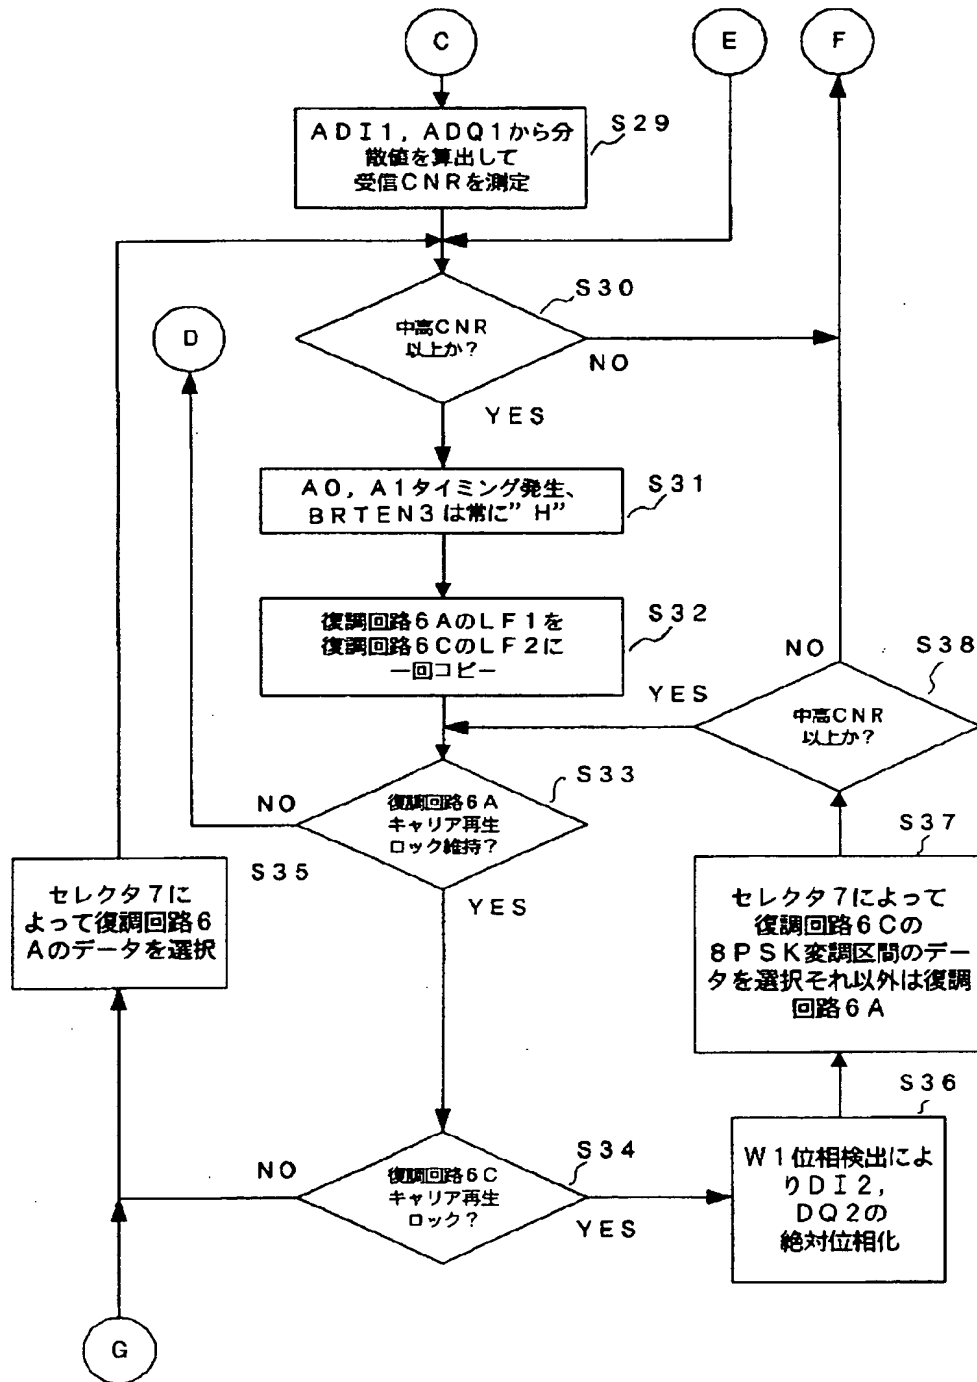 C
E
F
S29
ADI1,ADQ1から分
散値を算出して
受信CNRを測定
S30
D
中高CNR
以上か?
NO
YES
S31
A0,A1タイミング発生、
BRTEN3は常に"H"
S32
復調回路6AのLF1を
復調回路6CのLF2に
一回コピー
S38
NO
YES
中高CNR
以上か?
S33
NO
復調回路6A
キャリア再生
ロック維持?
S37
S35
YES
セレクタ7に
よって復調回路6
Aのデータを選択
セレクタ7によって
復調回路6Cの
8PSK変調区間のデー
タを選択それ以外は復調
回路6A
S36
S34
NO
復調回路6C
キャリア再生
ロック?
YES
W1位相検出によ
りDI2,
DQ2の
絶対位相化
G